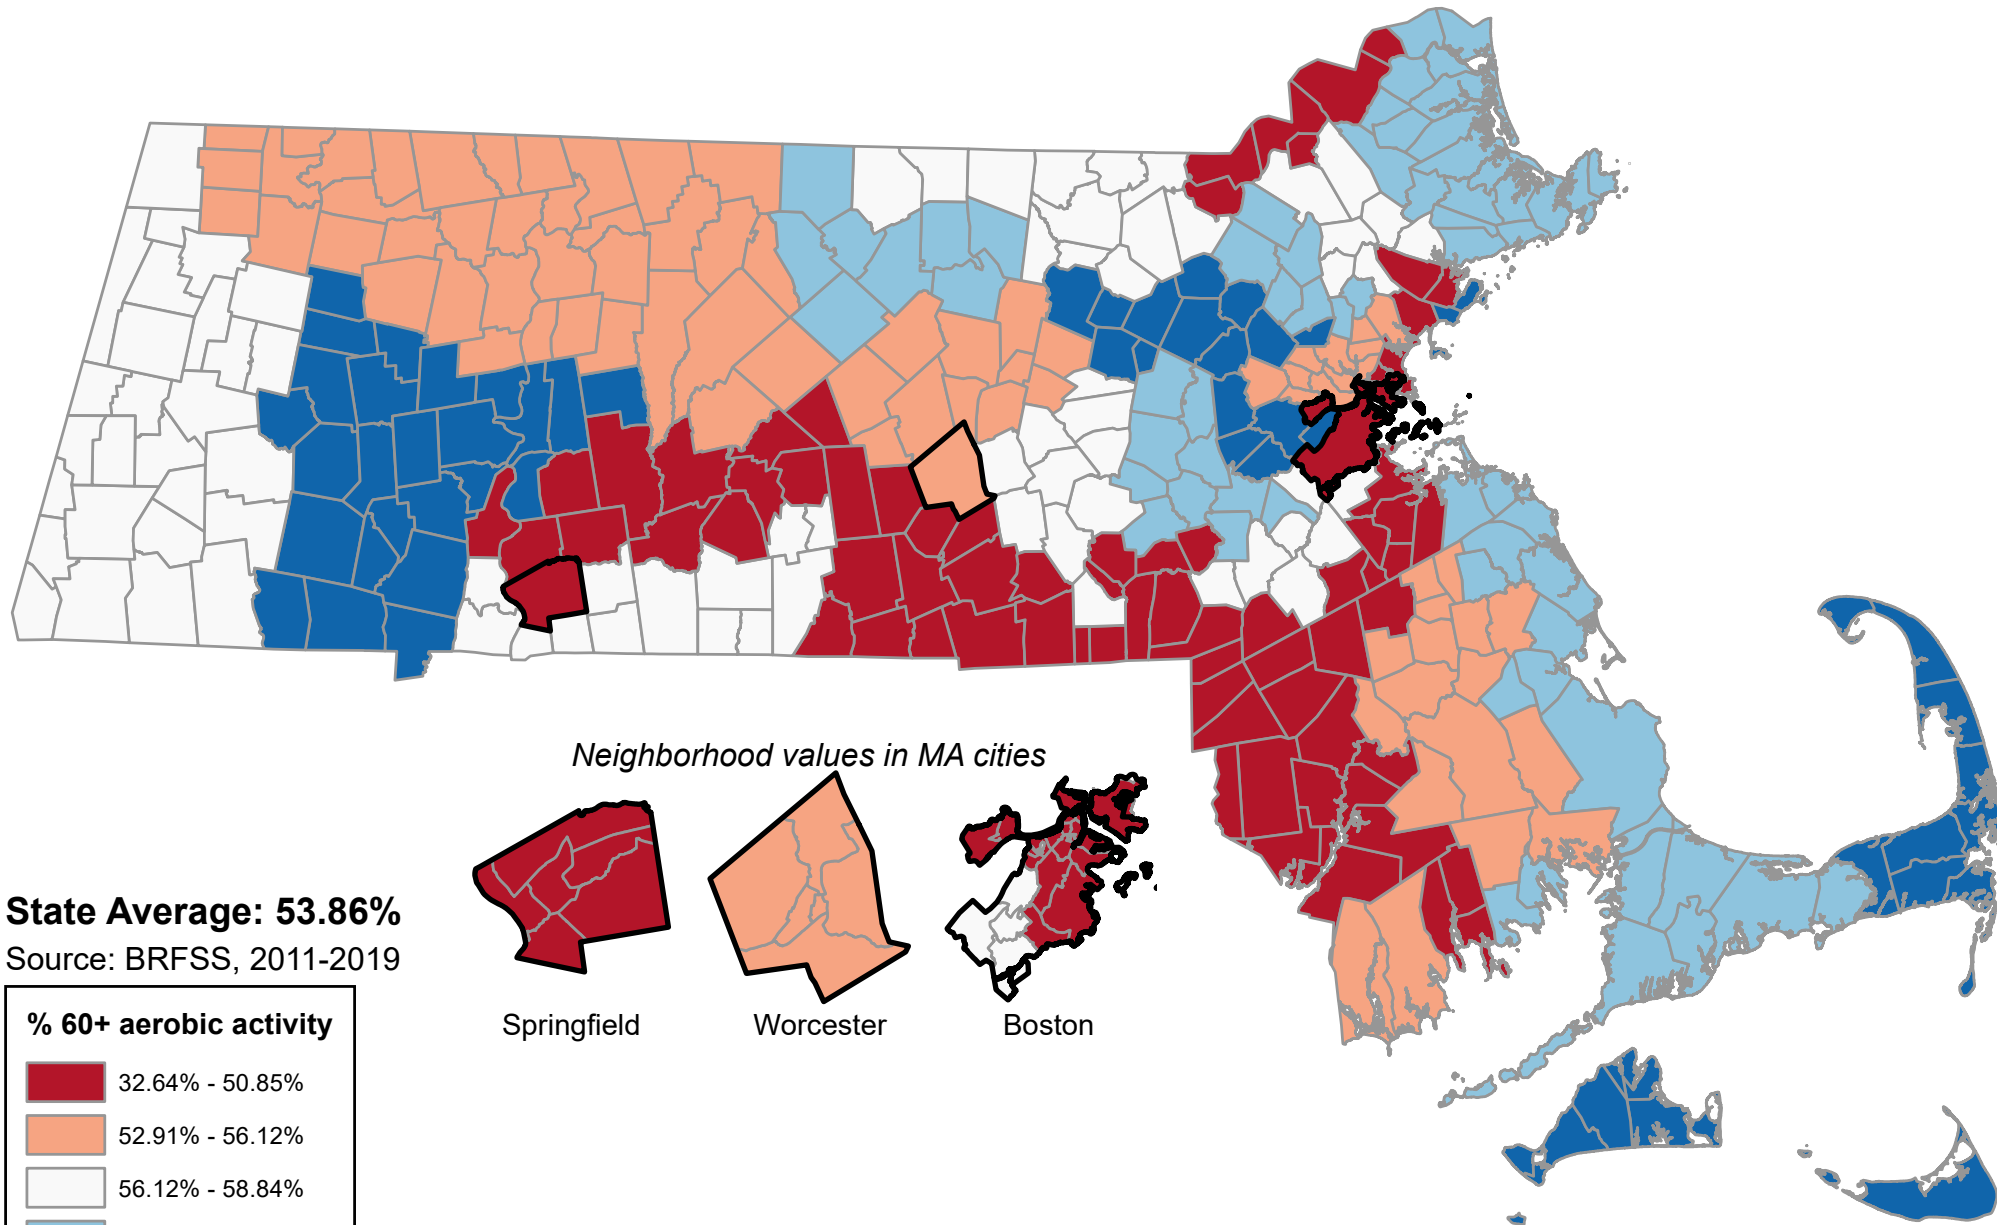 Neighborhood values in MA cities
Springfield
Worcester
Boston
State Average: 53.86%
Source: BRFSS, 2011-2019
% 60+ aerobic activity
32.64% - 50.85%
52.91% - 56.12%
56.12% - 58.84%